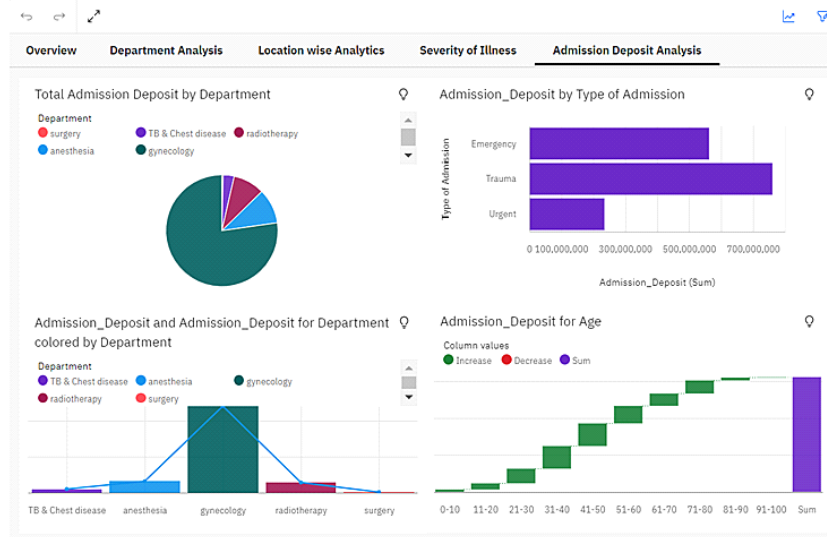 Overview Department Analysis Location wise Analytics Severity of Illness Admission Deposit Analysis
Total Admission Deposit by Department
Department
surgery TB & Chest disease radiotherapy
anesthesia gynecology
Admission_Deposit by Type of Admission
Type of Admission
Emergency
Trauma
Urgent
0 100,000,000 300,000,000 500,000,000 700,000,000
Admission_Deposit (Sum)
Admission_Deposit and Admission_Deposit for Department
colored by Department
Department
TB & Chest disease anesthesia gynecology
radiotherapy surgery
TB & Chest disease anesthesia gynecology radiotherapy surgery
Admission_Deposit for Age
Column values
Increase Decrease Sum
0-10 11-20 21-30 31-40 41-50 51-60 61-70 71-80 81-90 91-100 Sum